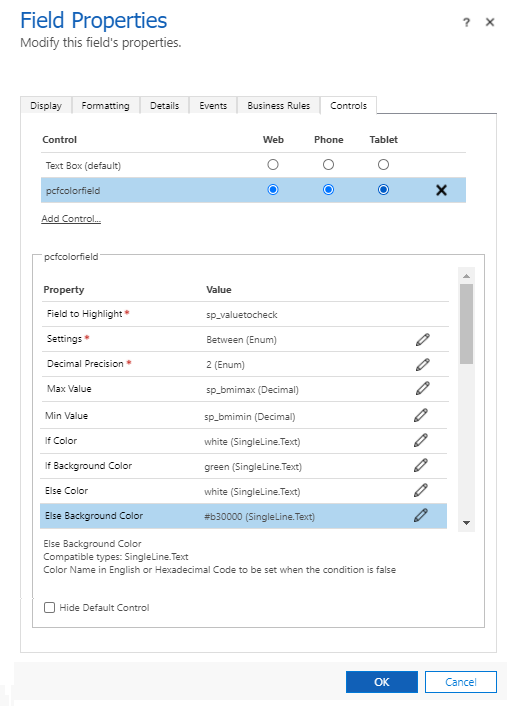 Field Properties
? ×
Modify this field's properties.
Display Formatting Details Events Business Rules Controls
Control Web Phone Tablet
Text Box (default)
pcfcolorfield
Add Control...
pcfcolorfield
Property Value
Field to Highlight * sp_valuetocheck
Settings * Between (Enum)
Decimal Precision * 2 (Enum)
Max Value sp_bmimax (Decimal)
Min Value sp_bmimin (Decimal)
If Color white (SingleLine.Text)
If Background Color green (SingleLine.Text)
Else Color white (SingleLine.Text)
Else Background Color #b30000 (SingleLine.Text)
Else Background Color
Compatible types: SingleLine.Text
Color Name in English or Hexadecimal Code to be set when the condition is false
Hide Default Control
OK Cancel